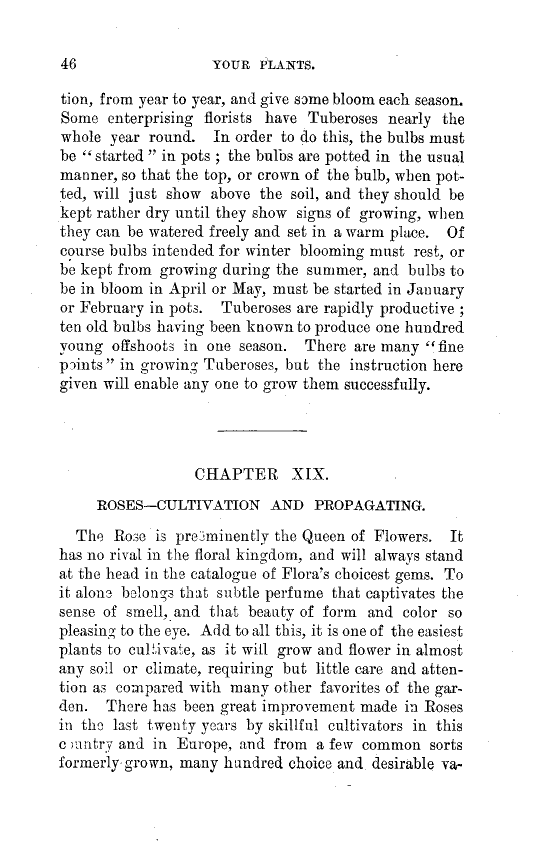 46 YOUR PLANTS.
tion, from year to year, and give some bloom each season.
Some enterprising florists have Tuberoses nearly the
whole year round. In order to do this, the bulbs must
be “started” in pots ; the bulbs are potted in the usual
manner, so that the top, or crown of the bulb, when pot-
ted, will just show above the soil, and they should be
kept rather dry until they show signs of growing, when
they can be watered freely and set in a warm place. Of
course bulbs intended for winter blooming must rest, or
be kept from growing during the summer, and bulbs to
be in bloom in April or May, must be started in January
or February in pots. Tuberoses are rapidly productive ;
ten old bulbs having been known to produce one hundred
young offshoots in one season. There are many “fine
points” in growing Tuberoses, but the instruction here
given will enable any one to grow them successfully.
CHAPTER XIX.
ROSES—CULTIVATION AND PROPAGATING.
The Rose is preëminently the Queen of Flowers. It
has no rival in the floral kingdom, and will always stand
at the head in the catalogue of Flora’s choicest gems. To
it alone belongs that subtle perfume that captivates the
sense of smell, and that beauty of form and color so
pleasing to the eye. Add to all this, it is one of the easiest
plants to cultivate, as it will grow and flower in almost
any soil or climate, requiring but little care and atten-
tion as compared with many other favorites of the gar-
den. There has been great improvement made in Roses
in the last twenty years by skillful cultivators in this
country and in Europe, and from a few common sorts
formerly grown, many hundred choice and desirable va-